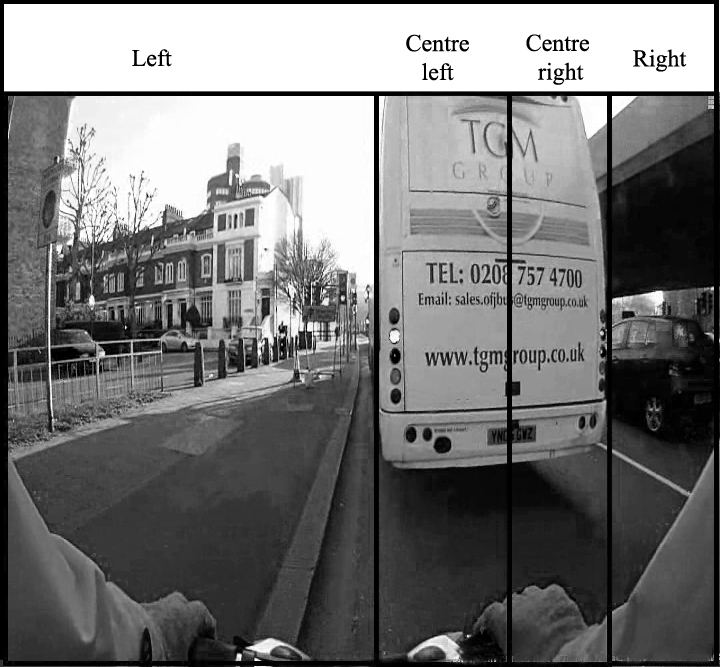 Left
Centre
left
Centre
right
Right
TGM
GROUP
TEL: 0208 757 4700
Email: sales.ofjbus@tgmgroup.co.uk
www.tgmgroup.co.uk